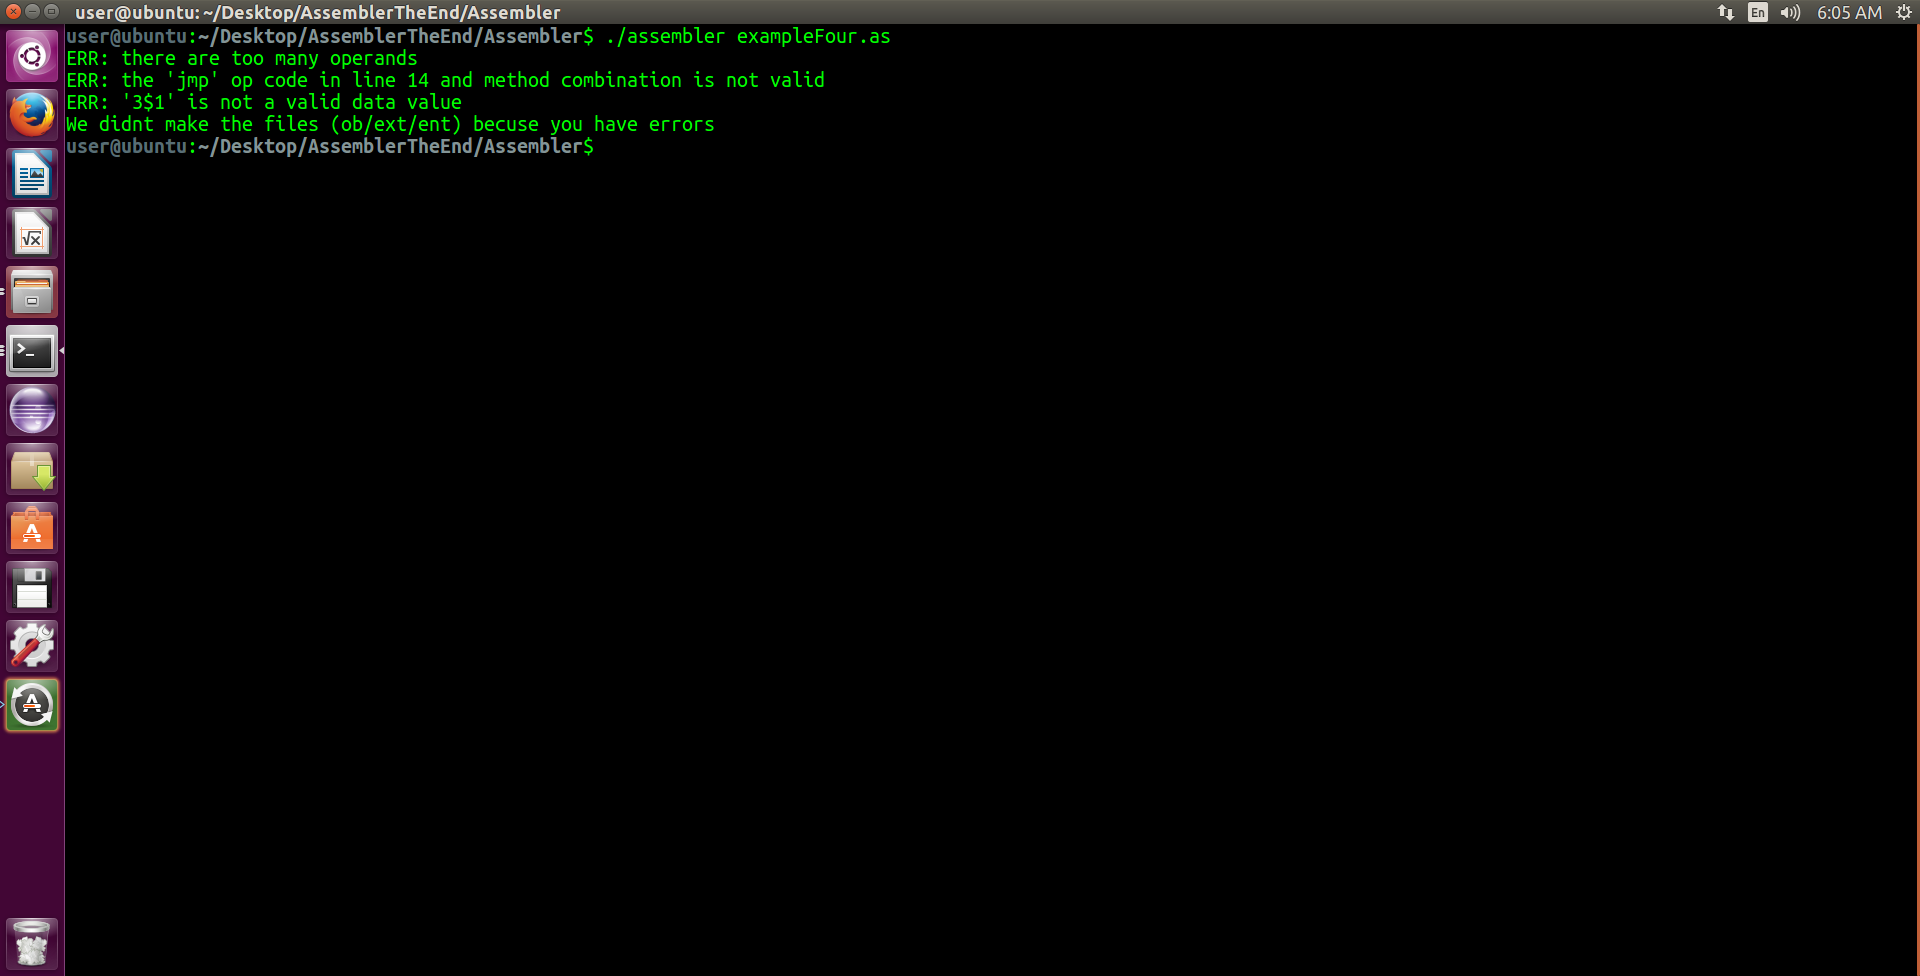 user@ubuntu: ~/Desktop/AssemblerTheEnd/Assembler
En
6:05 AM
user@ubuntu:~/Desktop/AssemblerTheEnd/Assembler$ ./assembler exampleFour.as
ERR: there are too many operands
ERR: the 'jmp' op code in line 14 and method combination is not valid
ERR: '3$1' is not a valid data value
We didnt make the files (ob/ext/ent) becuse you have errors
user@ubuntu:~/Desktop/AssemblerTheEnd/Assembler$